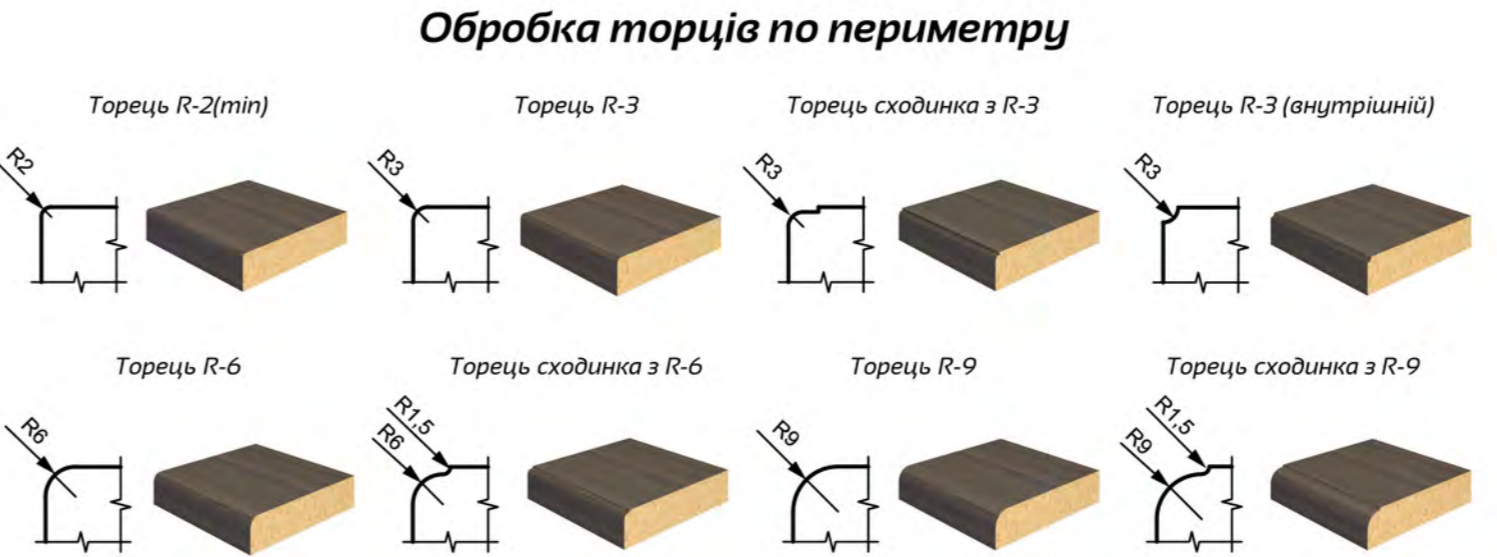 Обробка торців по периметру
Торець R-2(min)
Торець R-3
Торець сходинка з R-3
Торець R-3 (внутрішній)
R2
R3
R3
R3
Торець R-6
Торець сходинка з R-6
Торець R-9
Торець сходинка з R-9
R6
R1,5
R6
R9
R1,5
R9